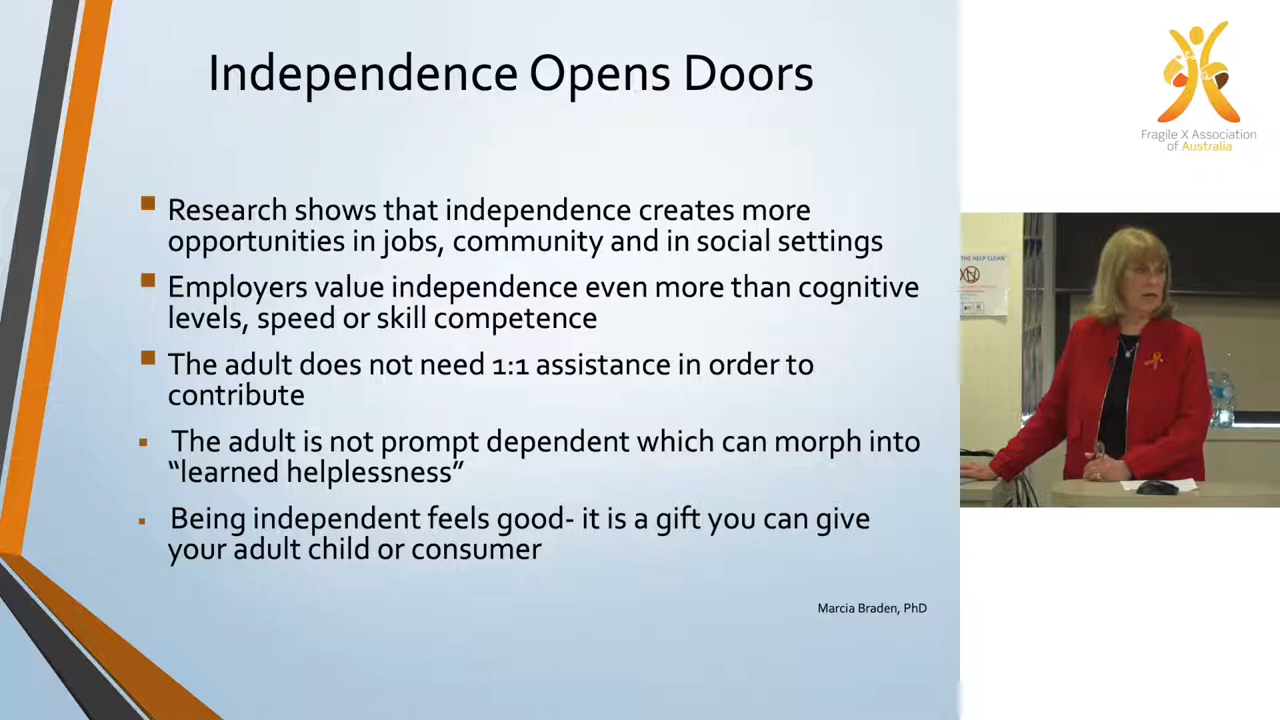 Independence Opens Doors
Research shows that independence creates more
opportunities in jobs, community and in social settings
Employers value independence even more than cognitive
levels, speed or skill competence
The adult does not need 1:1 assistance in order to
contribute
The adult is not prompt dependent which can morph into
“learned helplessness”
Being independent feels good- it is a gift you can give
your adult child or consumer
Marcia Braden, PhD
Fragile X Association
of Australia
THE HELP CLEAN